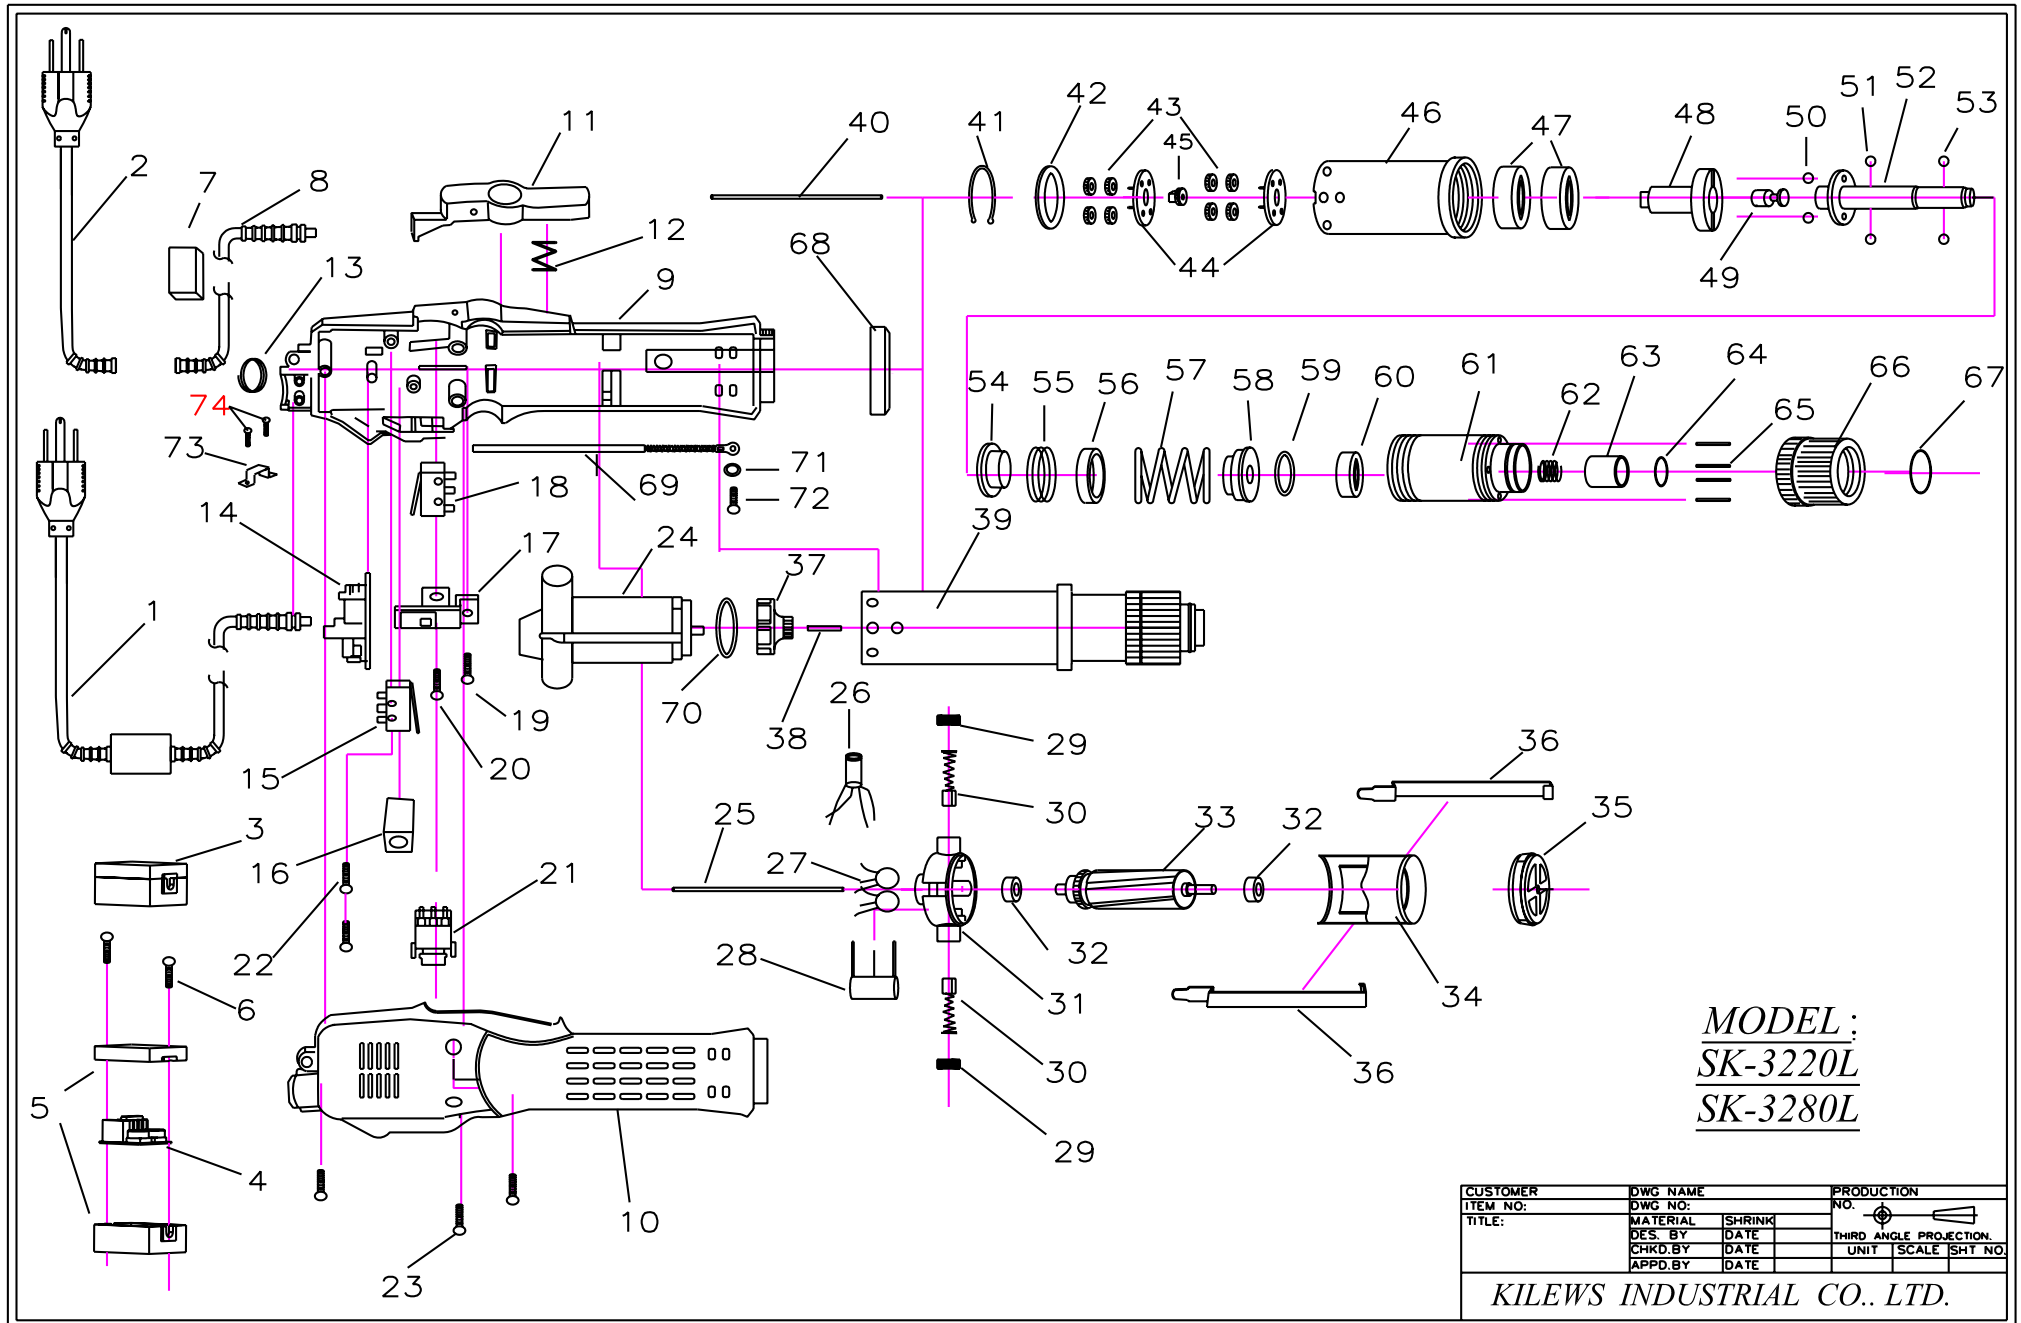 51 52 53
42 43 46 47 48 50
11 40 41 45
2 7 8
12 68 44 49
13 9
57 64
54 55 56 58 59 60 61 63 66 67
74 62 65
73 71
18 69 72
14 17 24 37 39
1
70 26
19 38 29 36
15 20
3 25 30 33 32 35
16 27
21
22 28 32
6 31 34
MODEL :
5 30 36
SK-3220L
SK-3280L
4 29
10
23
CUSTOMER DWG NAME PRODUCTION
ITEM NO: DWG NO: NO.
TITLE: MATERIAL SHRINK
DES. BY DATE THIRD ANGLE PROJECTION.
CHKD.BY DATE UNIT SCALE SHT NO.
APPD.BY DATE
KILEWS INDUSTRIAL CO.. LTD.